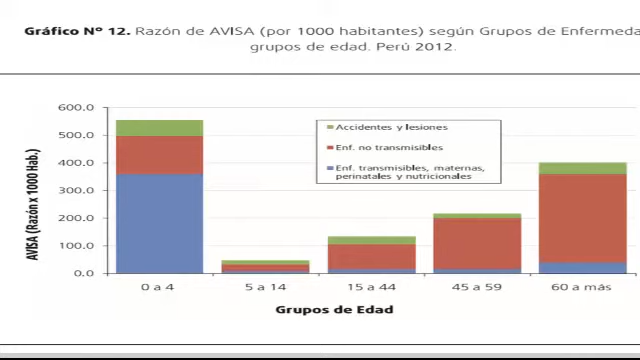 Gráfico Nº 12. Razón de AVISA (por 1000 habitantes) según Grupos de Enfermeda
grupos de edad. Perú 2012.
600.0
500.0
400.0
300.0
200.0
100.0
0.0
AVISA (Razón x 1000 Hab.)
Accidentes y lesiones
Enf. no transmisibles
Enf. transmisibles, maternas,
perinatales y nutricionales
0 a 4
5 a 14
15 a 44
45 a 59
60 a más
Grupos de Edad